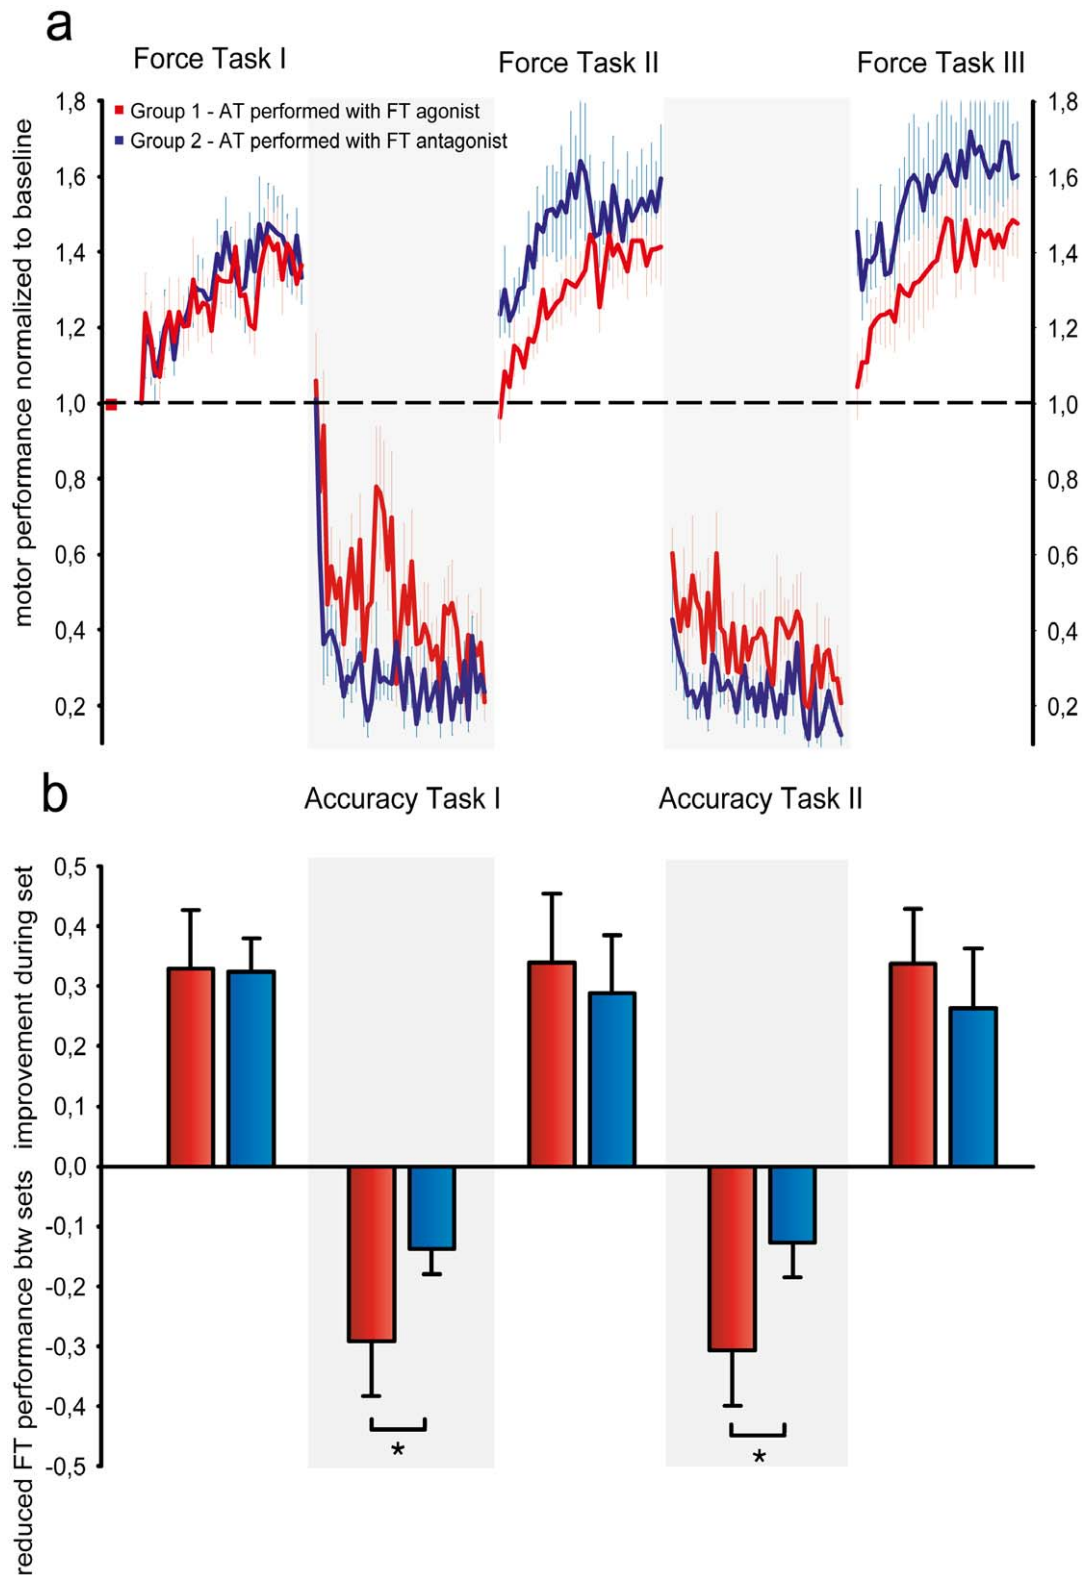 a
Force Task I
Force Task II
Force Task III
motor performance normalized to baseline
1,8
1,6
1,4
1,2
1,0
0,8
0,6
0,4
0,2
Group 1 - AT performed with FT agonist
Group 2 - AT performed with FT antagonist
1,8
1,6
1,4
1,2
1,0
0,8
0,6
0,4
0,2
b
Accuracy Task I
Accuracy Task II
reduced FT performance btw sets improvement during set
0,5
0,4
0,3
0,2
0,1
0,0
-0,1
-0,2
-0,3
-0,4
-0,5
*
*